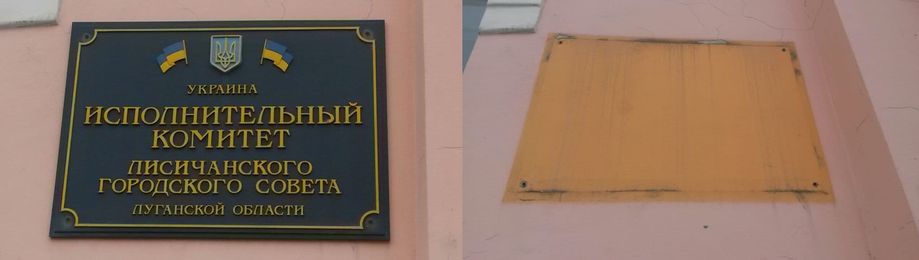 УКРАИНА
ИСПОЛНИТЕЛЬНЫЙ
КОМИТЕТ
ЛИСИЧАНСКОГО
ГОРОДСКОГО СОВЕТА
ЛУГАНСКОЙ ОБЛАСТИ